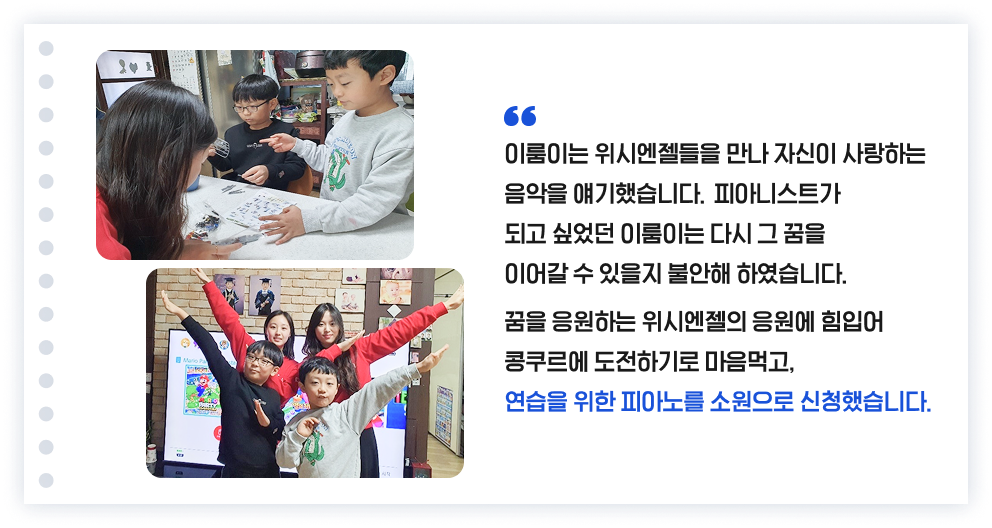 이룸이는 위시엔젤들을 만나 자신이 사랑하는
음악을 얘기했습니다. 피아니스트가
되고 싶었던 이룸이는 다시 그 꿈을
이어갈 수 있을지 불안해 하였습니다.
꿈을 응원하는 위시엔젤의 응원에 힘입어
콩쿠르에 도전하기로 마음먹고,
연습을 위한 피아노를 소원으로 신청했습니다.